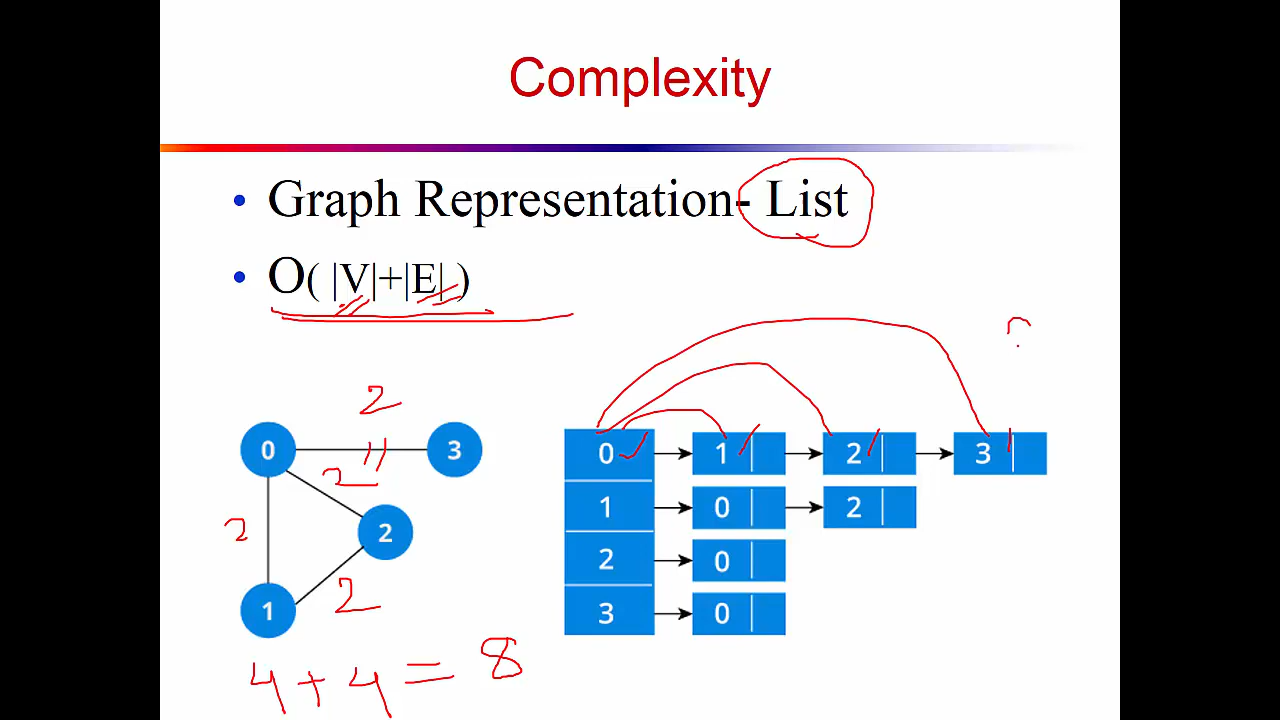 Complexity
• Graph Representation- List
• O( |V|+|E| )
?
2
0 3
2
2
2
1
2
4 + 4 = 8
0 1 2 3
1 0 2
2 0
3 0